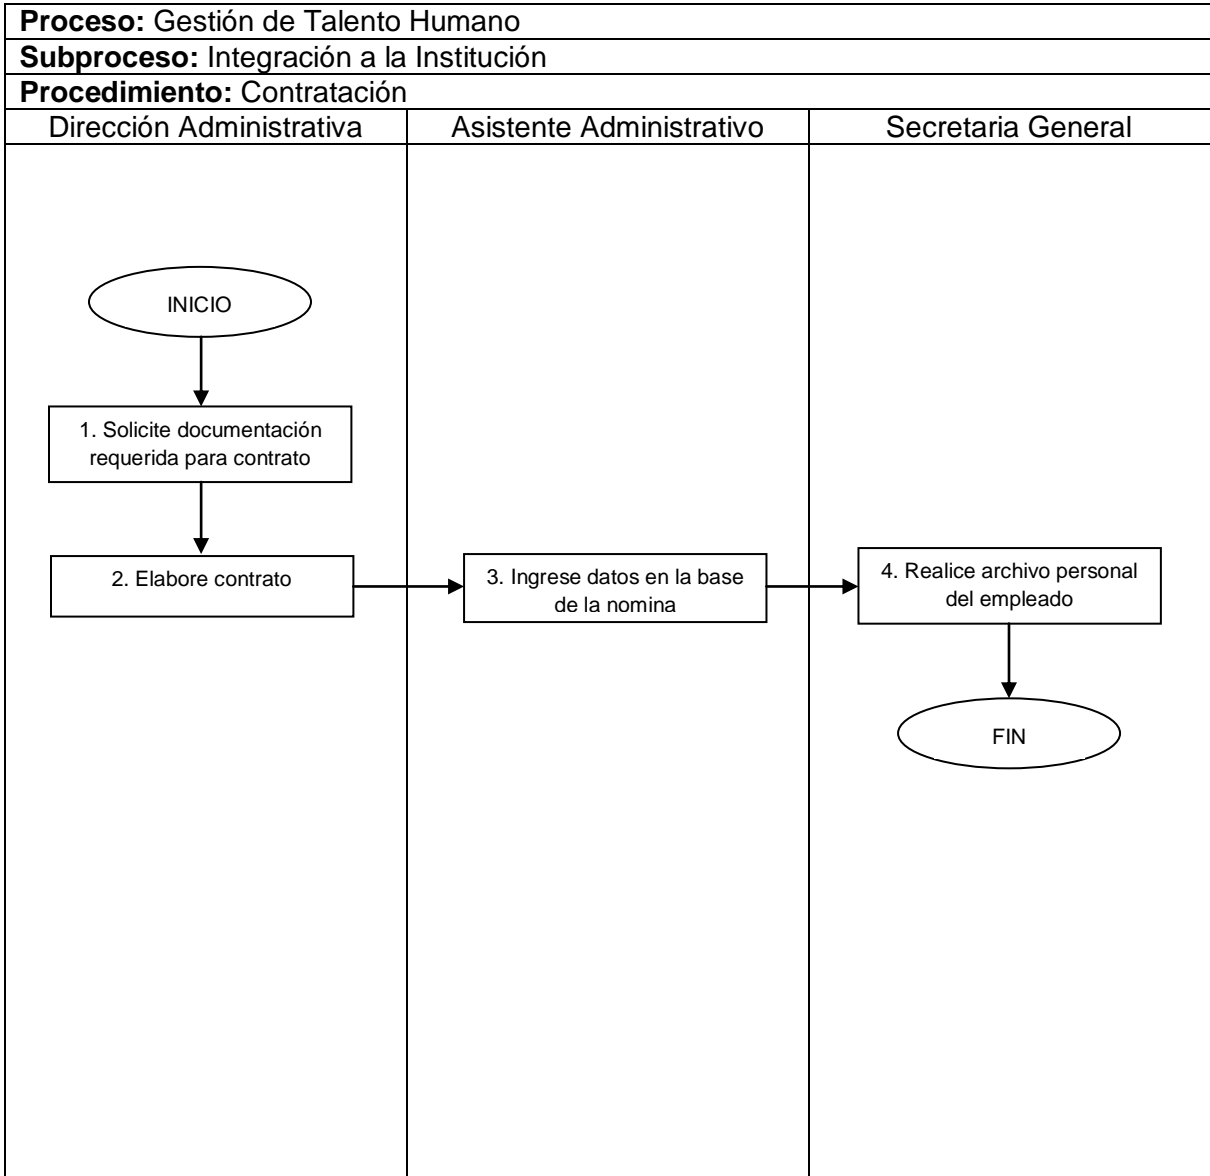 Proceso: Gestión de Talento Humano
Subproceso: Integración a la Institución
Procedimiento: Contratación
Dirección Administrativa
Asistente Administrativo
Secretaria General
INICIO
1. Solicite documentación
requerida para contrato
2. Elabore contrato
3. Ingrese datos en la base
de la nomina
4. Realice archivo personal
del empleado
FIN